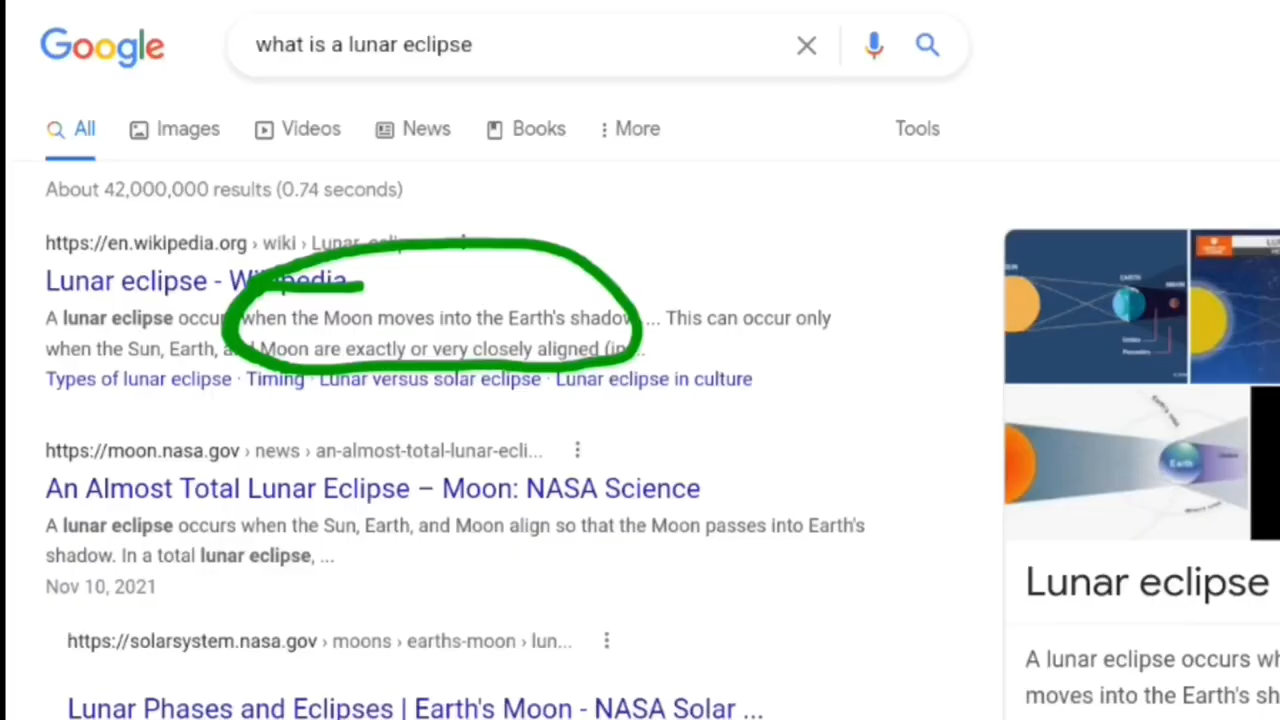 Google
what is a lunar eclipse
All
Images
Videos
News
Books
More
Tools
About 42,000,000 results (0.74 seconds)
https://en.wikipedia.org › wiki › Lunar_ecli
Lunar eclipse - Wikipedia
A lunar eclipse occurs when the Moon moves into the Earth's shadow. ... This can occur only
when the Sun, Earth, and Moon are exactly or very closely aligned (in...
Types of lunar eclipse · Timing · Lunar versus solar eclipse · Lunar eclipse in culture
https://moon.nasa.gov › news › an-almost-total-lunar-ecli...
An Almost Total Lunar Eclipse – Moon: NASA Science
A lunar eclipse occurs when the Sun, Earth, and Moon align so that the Moon passes into Earth's
shadow. In a total lunar eclipse, ...
Nov 10, 2021
https://solarsystem.nasa.gov › moons › earths-moon › lun...
Lunar Phases and Eclipses | Earth's Moon - NASA Solar ...
EARTH
Earth
Lunar eclipse
A lunar eclipse occurs wh
moves into the Earth's sh